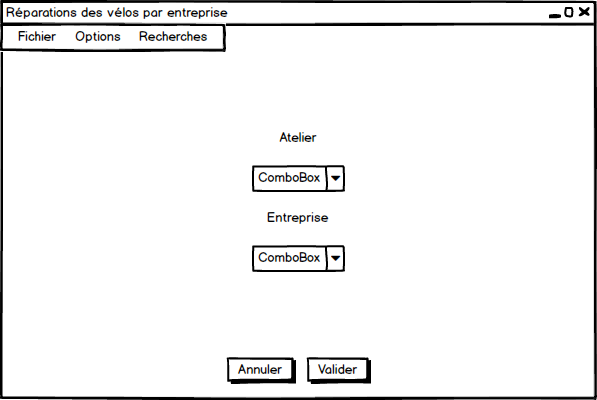 Réparations des vélos par entreprise
Fichier Options Recherches
Atelier
ComboBox
Entreprise
ComboBox
Annuler Valider